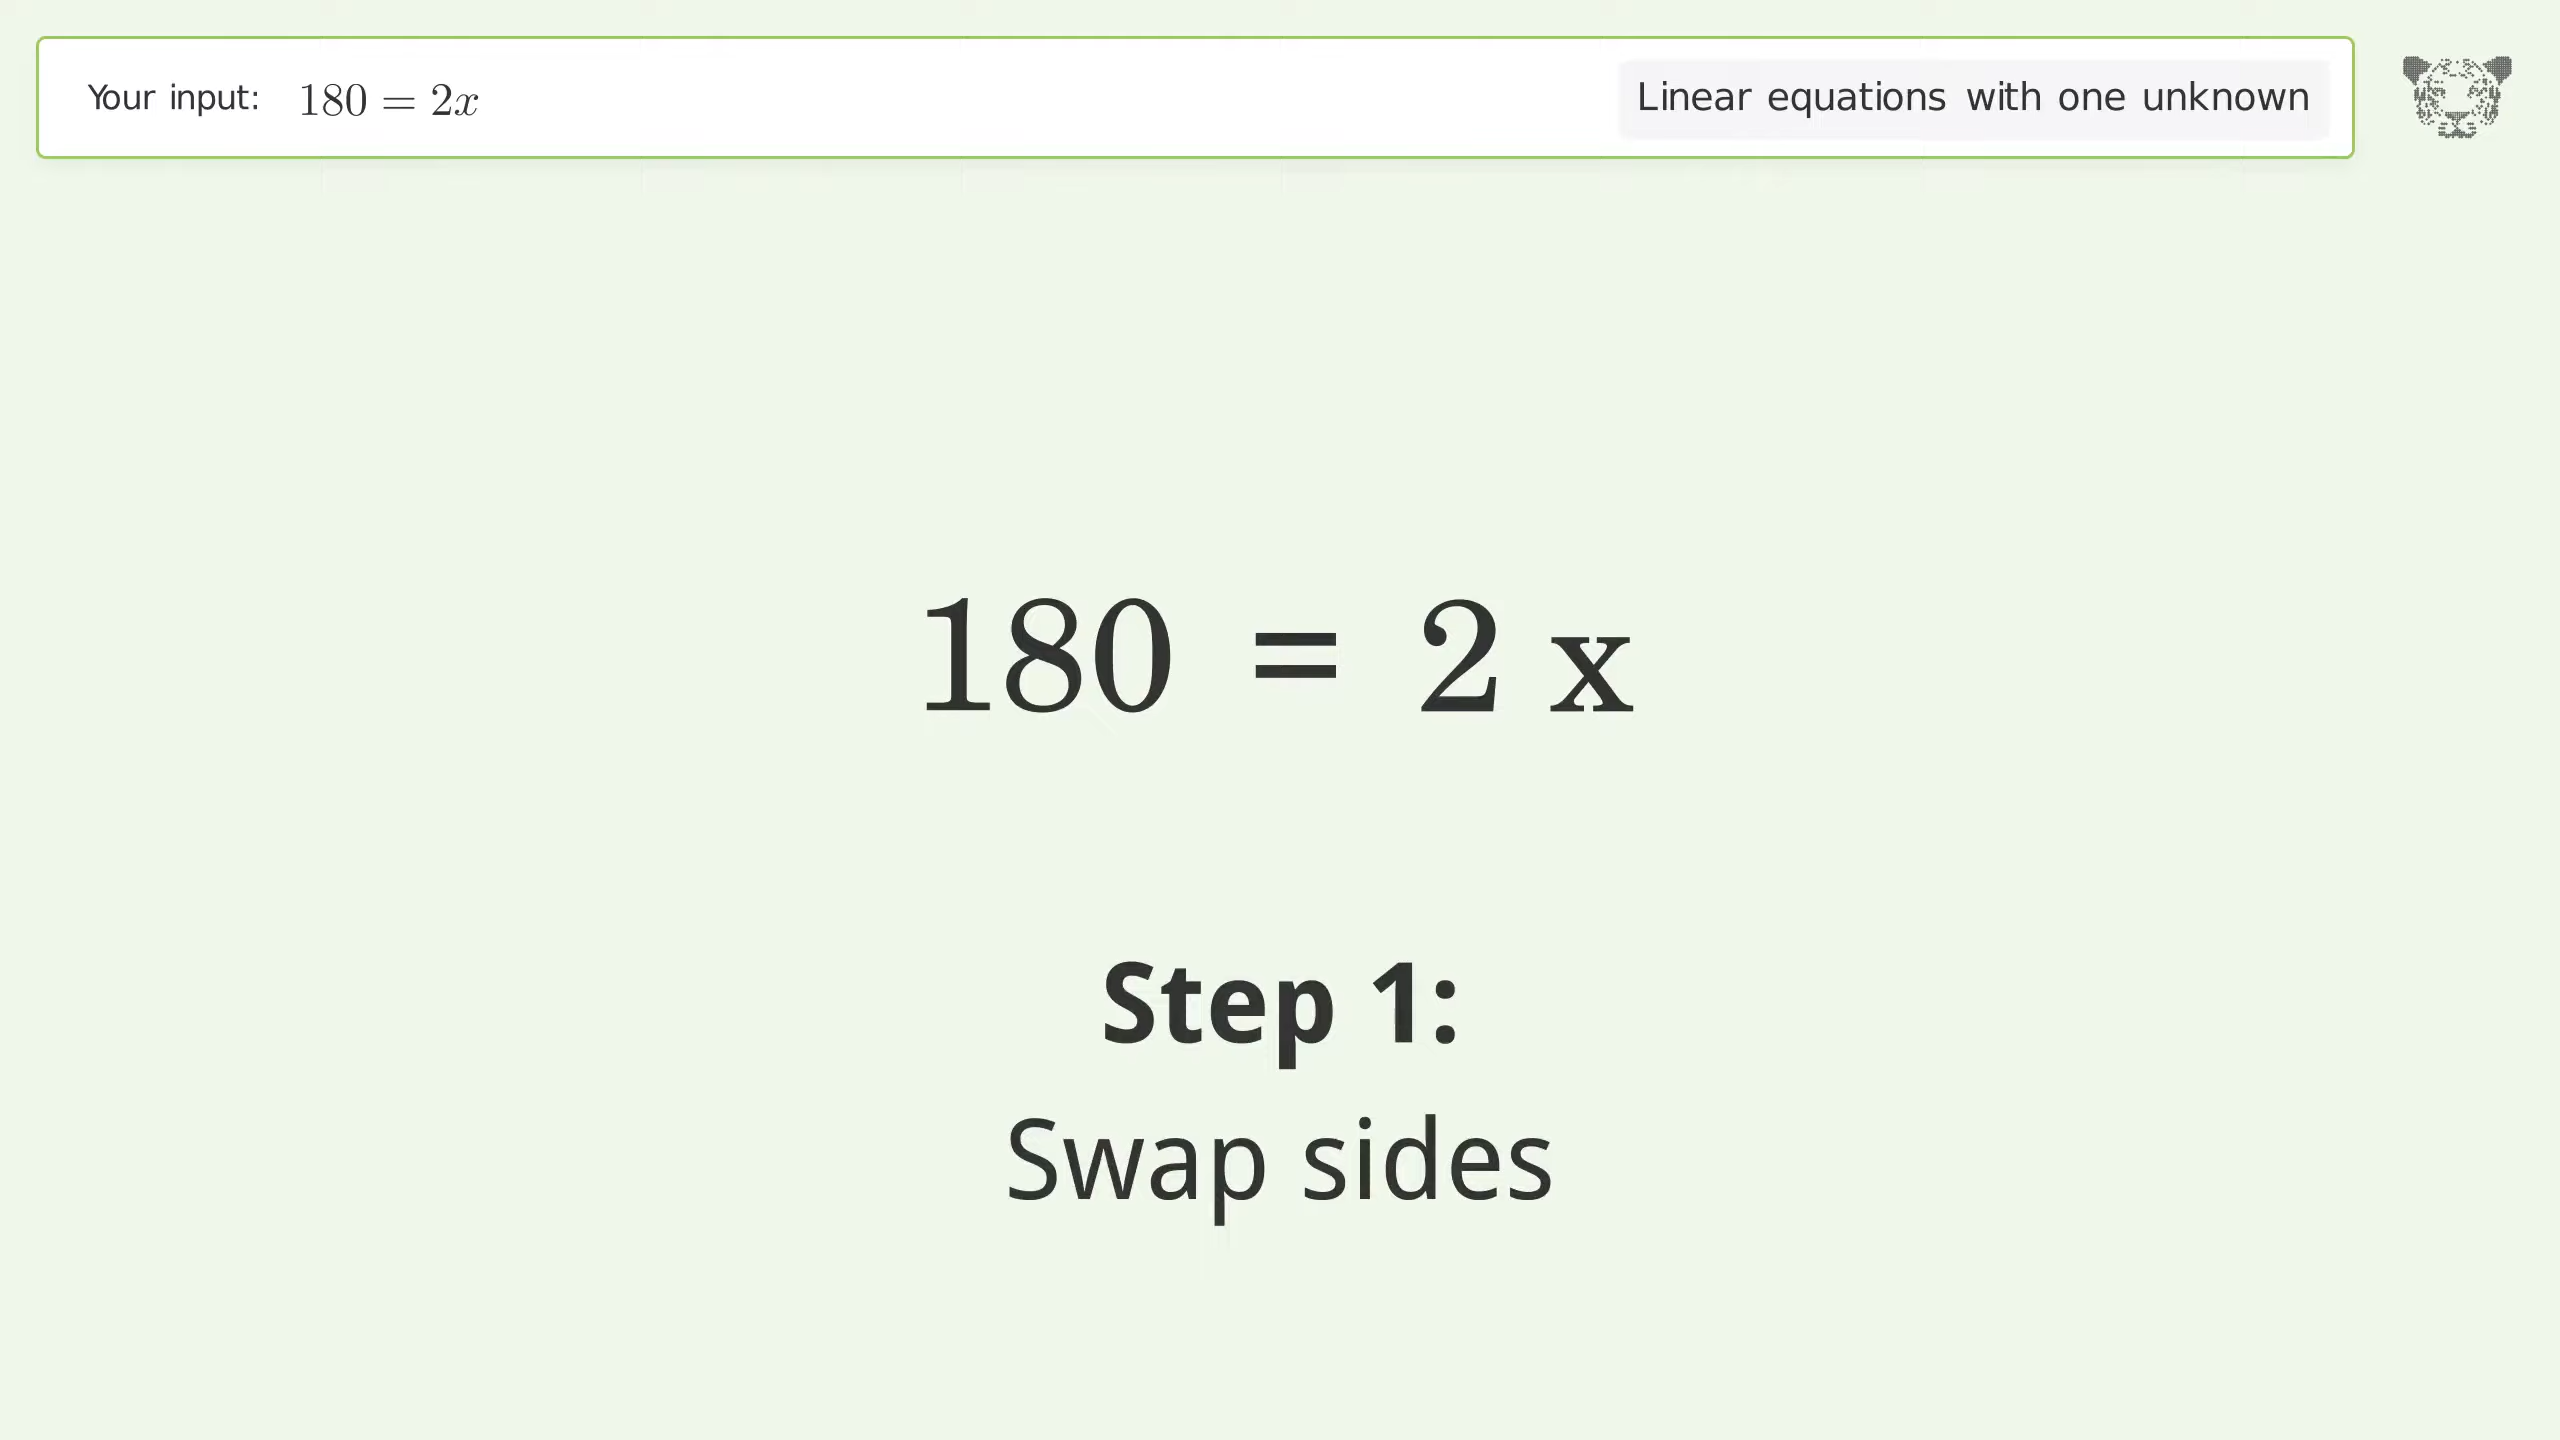 Your input: 180 = 2x
Linear equations with one unknown
180 = 2 x
Step 1:
Swap sides